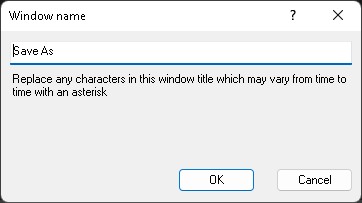 Window name
?
Save As
Replace any characters in this window title which may vary from time to
time with an asterisk
OK
Cancel